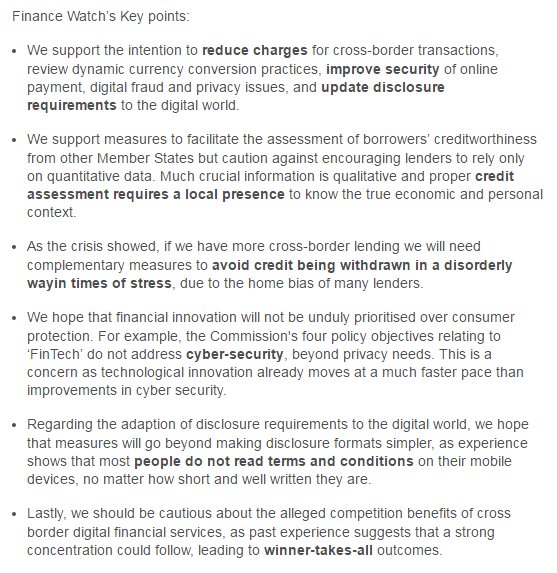 Finance Watch's Key points:
• We support the intention to reduce charges for cross-border transactions,
review dynamic currency conversion practices, improve security of online
payment, digital fraud and privacy issues, and update disclosure
requirements to the digital world.
• We support measures to facilitate the assessment of borrowers' creditworthiness
from other Member States but caution against encouraging lenders to rely only
on quantitative data. Much crucial information is qualitative and proper credit
assessment requires a local presence to know the true economic and personal
context.
• As the crisis showed, if we have more cross-border lending we will need
complementary measures to avoid credit being withdrawn in a disorderly
wayin times of stress, due to the home bias of many lenders.
• We hope that financial innovation will not be unduly prioritised over consumer
protection. For example, the Commission's four policy objectives relating to
'FinTech' do not address cyber-security, beyond privacy needs. This is a
concern as technological innovation already moves at a much faster pace than
improvements in cyber security.
• Regarding the adaption of disclosure requirements to the digital world, we hope
that measures will go beyond making disclosure formats simpler, as experience
shows that most people do not read terms and conditions on their mobile
devices, no matter how short and well written they are.
• Lastly, we should be cautious about the alleged competition benefits of cross
border digital financial services, as past experience suggests that a strong
concentration could follow, leading to winner-takes-all outcomes.